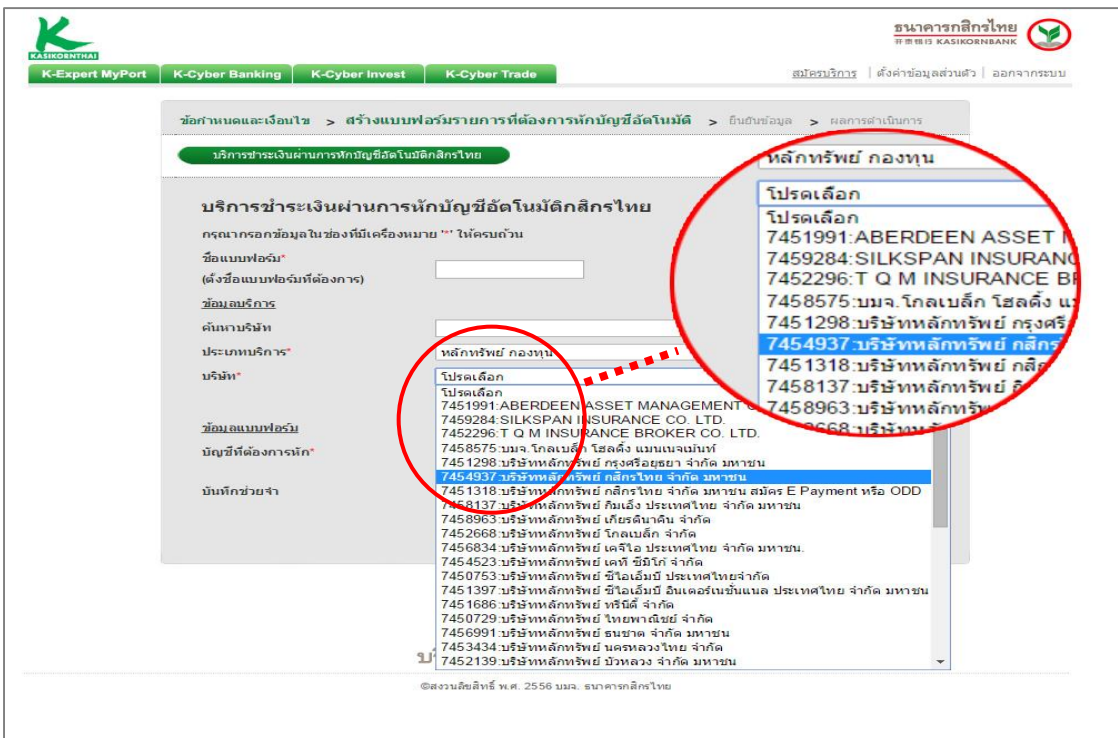 KASIKORNTHAI
ธนาคารกสิกรไทย
开泰银行 KASIKORNBANK
K-Expert MyPort
K-Cyber Banking
K-Cyber Invest
K-Cyber Trade
สมัครบริการ | ตั้งค่าข้อมูลส่วนตัว | ออกจากระบบ
ข้อกำหนดและเงื่อนไข > สร้างแบบฟอร์มรายการที่ต้องการหักบัญชีอัตโนมัติ > ยืนยันข้อมูล > ผลการดำเนินการ
บริการชำระเงินผ่านการหักบัญชีอัตโนมัติกสิกรไทย
บริการชำระเงินผ่านการหักบัญชีอัตโนมัติกสิกรไทย
กรุณากรอกข้อมูลในช่องที่มีเครื่องหมาย '*' ให้ครบถ้วน
ชื่อแบบฟอร์ม*
(ตั้งชื่อแบบฟอร์มที่ต้องการ)
ข้อมูลบริการ
ค้นหาบริษัท
ประเภทบริการ*
หลักทรัพย์ กองทุน
บริษัท*
โปรดเลือก
โปรดเลือก
7451991:ABERDEEN ASSET MANAGEMENT
7459284:SILKSPAN INSURANCE CO. LTD.
7452296:T Q M INSURANCE BROKER CO. LTD.
7458575:บมจ.โกลเบล็ก โฮลดิ้ง แมนเนจเม้นท์
7451298:บริษัทหลักทรัพย์ กรุงศรีอยุธยา จำกัด มหาชน
7454937:บริษัทหลักทรัพย์ กสิกรไทย จำกัด มหาชน
7451318:บริษัทหลักทรัพย์ กสิกรไทย จำกัด มหาชน สมัคร E Payment หรือ ODD
7458137:บริษัทหลักทรัพย์ กิมเอ็ง ประเทศไทย จำกัด มหาชน
7458963:บริษัทหลักทรัพย์ เกียรตินาคิน จำกัด
7452668:บริษัทหลักทรัพย์ โกลเบล็ก จำกัด
7456834:บริษัทหลักทรัพย์ เคจีไอ ประเทศไทย จำกัด มหาชน.
7454523:บริษัทหลักทรัพย์ เคที ซีมิโก้ จำกัด
7450753:บริษัทหลักทรัพย์ ซีไอเอ็มบี ประเทศไทยจำกัด
7451397:บริษัทหลักทรัพย์ ซีไอเอ็มบี อินเตอร์เนชั่นแนล ประเทศไทย จำกัด มหาชน
7451686:บริษัทหลักทรัพย์ ทรีนีตี้ จำกัด
7450729:บริษัทหลักทรัพย์ ไทยพาณิชย์ จำกัด
7456991:บริษัทหลักทรัพย์ ธนชาต จำกัด มหาชน
7453434:บริษัทหลักทรัพย์ นครหลวงไทย จำกัด
7452139:บริษัทหลักทรัพย์ บัวหลวง จำกัด มหาชน
ข้อมูลแบบฟอร์ม
บัญชีที่ต้องการหัก*
บันทึกช่วยจำ
หลักทรัพย์ กองทุน
โปรดเลือก
โปรดเลือก
7451991:ABERDEEN ASSET
7459284:SILKSPAN INSURANC
7452296:T Q M INSURANCE B
7458575:บมจ.โกลเบล็ก โฮลดิ้ง
7451298:บริษัทหลักทรัพย์ กรุงศรี
7454937:บริษัทหลักทรัพย์ กสิกร
7451318:บริษัทหลักทรัพย์ กสิก
7458137:บริษัทหลักทรัพย์
7458963:บริษัทหลักทรัพ
2668:บริษัทหลัก
©สงวนลิขสิทธิ์ พ.ศ. 2556 บมจ. ธนาคารกสิกรไทย